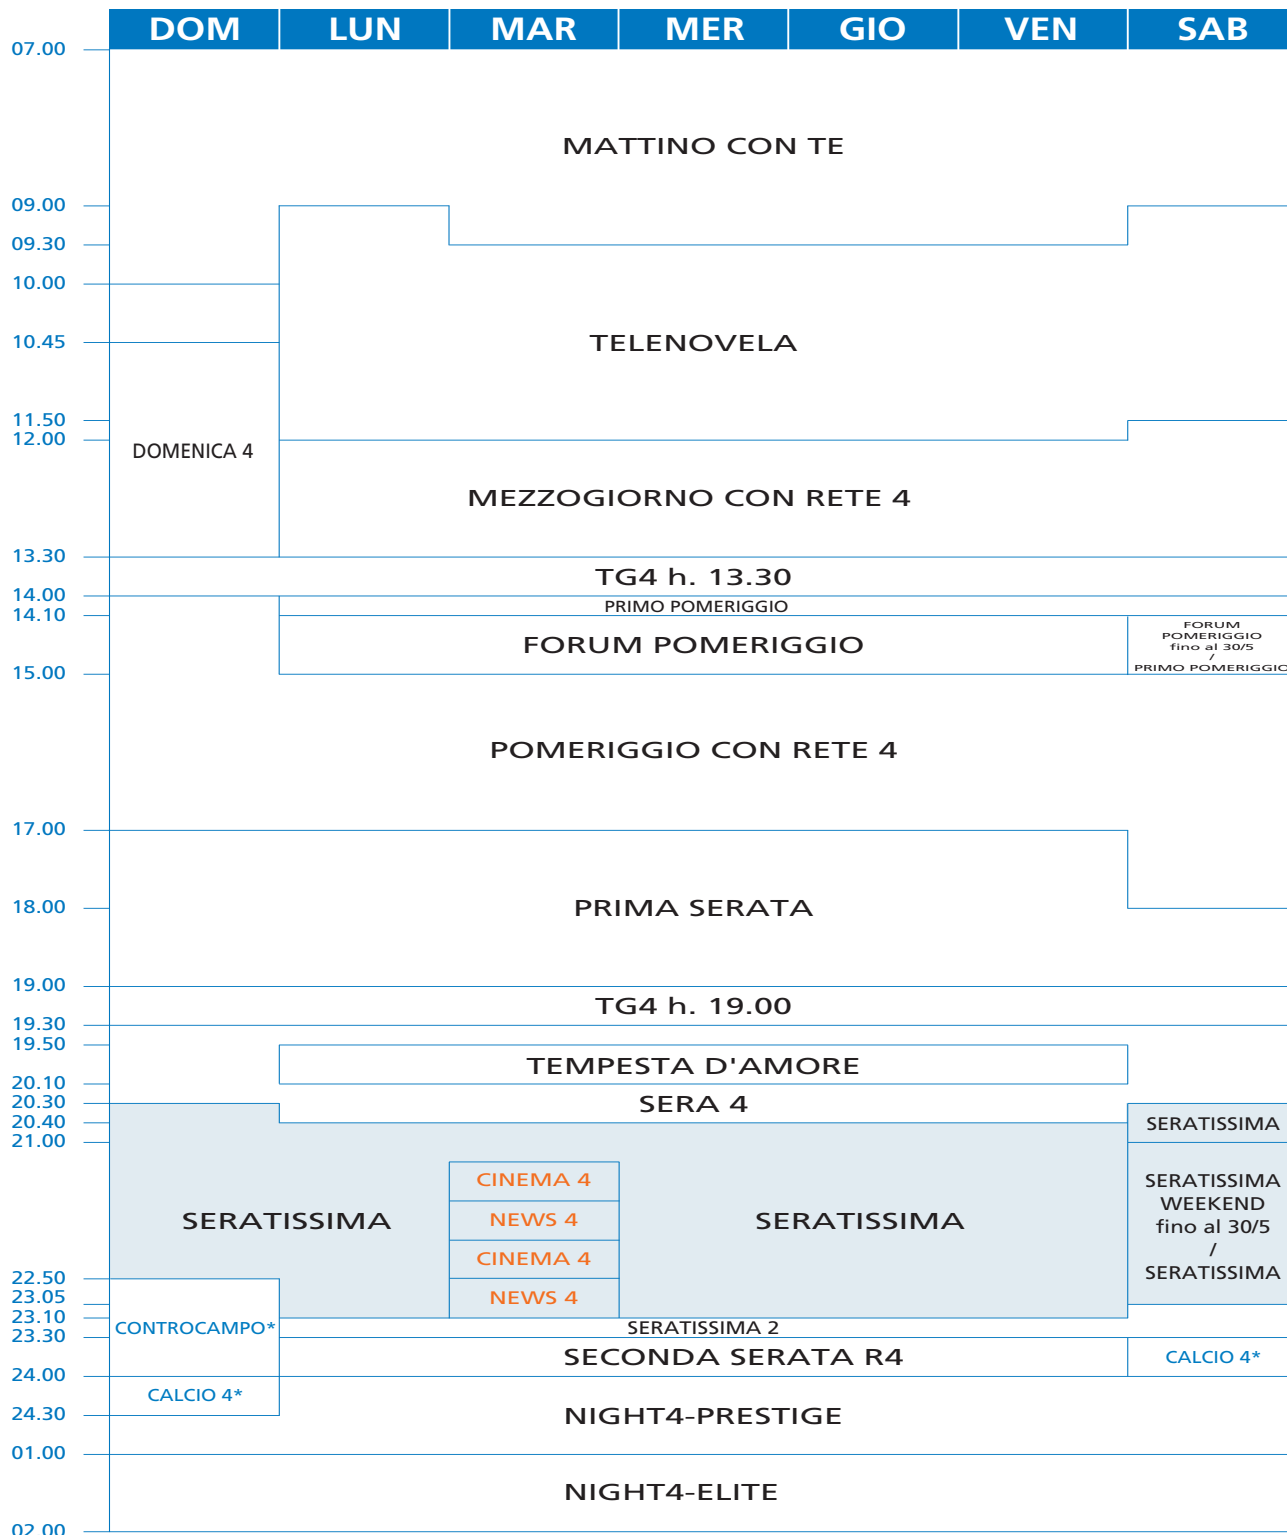 DOM LUN MAR MER GIO VEN SAB
07.00
MATTINO CON TE
09.00
09.30
10.00
10.45
TELENOVELA
11.50
12.00
DOMENICA 4
MEZZOGIORNO CON RETE 4
13.30
TG4 h. 13.30
14.00
PRIMO POMERIGGIO
14.10
FORUM POMERIGGIO
FORUM
POMERIGGIO
fino al 30/5
/
PRIMO POMERIGGIO
15.00
POMERIGGIO CON RETE 4
17.00
18.00
PRIMA SERATA
19.00
TG4 h. 19.00
19.30
19.50
TEMPESTA D'AMORE
20.10
20.30
SERA 4
20.40
SERATISSIMA
21.00
CINEMA 4
NEWS 4
CINEMA 4
NEWS 4
SERATISSIMA
SERATISSIMA
SERATISSIMA
WEEKEND
fino al 30/5
/
SERATISSIMA
22.50
23.05
23.10
CONTROCAMPO*
SERATISSIMA 2
23.30
SECONDA SERATA R4
CALCIO 4*
24.00
CALCIO 4*
24.30
NIGHT4-PRESTIGE
01.00
NIGHT4-ELITE
02.00